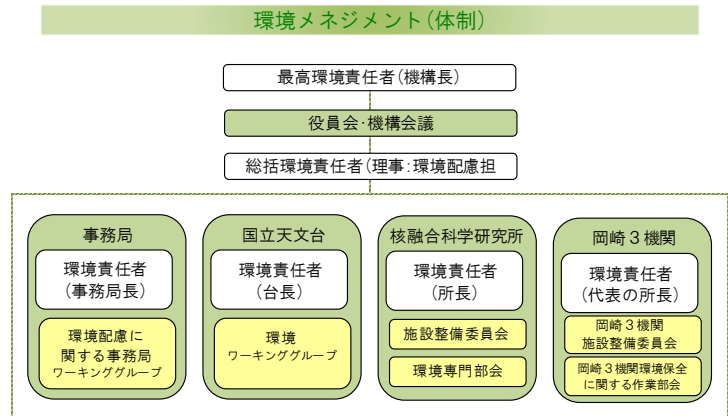 環境メネジメント(体制)
最高環境責任者(機構長)
役員会･機構会議
総括環境責任者(理事:環境配慮担
事務局
環境責任者
(事務局長)
環境配慮に
関する事務局
ワーキンググループ
国立天文台
環境責任者
(台長)
環境
ワーキンググループ
核融合科学研究所
環境責任者
(所長)
施設整備委員会
環境専門部会
岡崎3機関
環境責任者
(代表の所長)
岡崎3機関
施設整備委員会
岡崎3機関環境保全
に関する作業部会